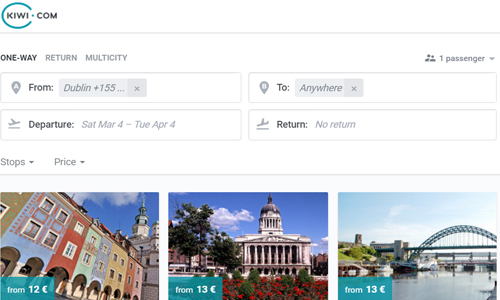 KIWI.COM
ONE-WAY RETURN MULTICITY
1 passenger
A From: Dublin +155 ... ×
B To: Anywhere ×
Departure: Sat Mar 4 – Tue Apr 4
Return: No return
Stops Price
from 12 €
from 13 €
from 13 €